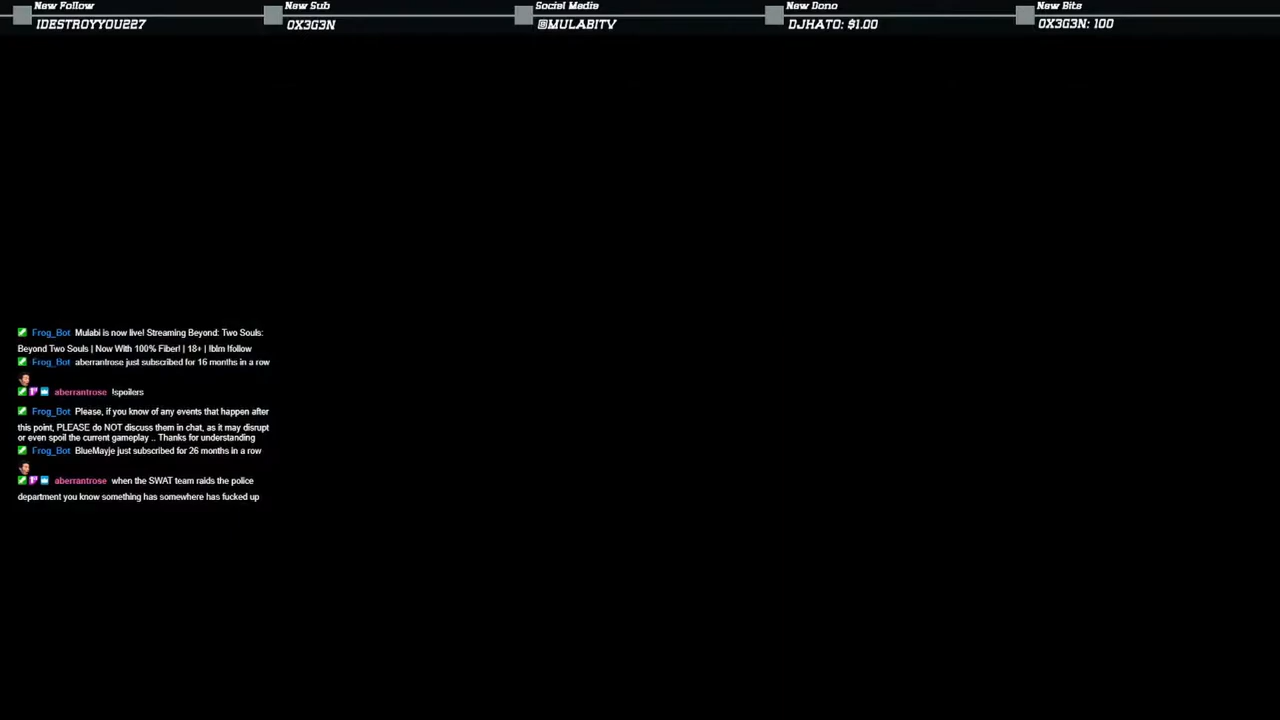 New Follow
IDESTROYYOU227
New Sub
0X3G3N
Social Media
@MULABITV
New Dono
DJHATO: $1.00
New Bits
0X3G3N: 100
Frog_Bot Mulabi is now live! Streaming Beyond: Two Souls:
Beyond Two Souls | Now With 100% Fiber! | 18+ | !blm !follow
Frog_Bot aberrantrose just subscribed for 16 months in a row
aberrantrose !spoilers
Frog_Bot Please, if you know of any events that happen after
this point, PLEASE do NOT discuss them in chat, as it may disrupt
or even spoil the current gameplay .. Thanks for understanding
Frog_Bot BlueMayje just subscribed for 26 months in a row
aberrantrose when the SWAT team raids the police
department you know something has somewhere has fucked up